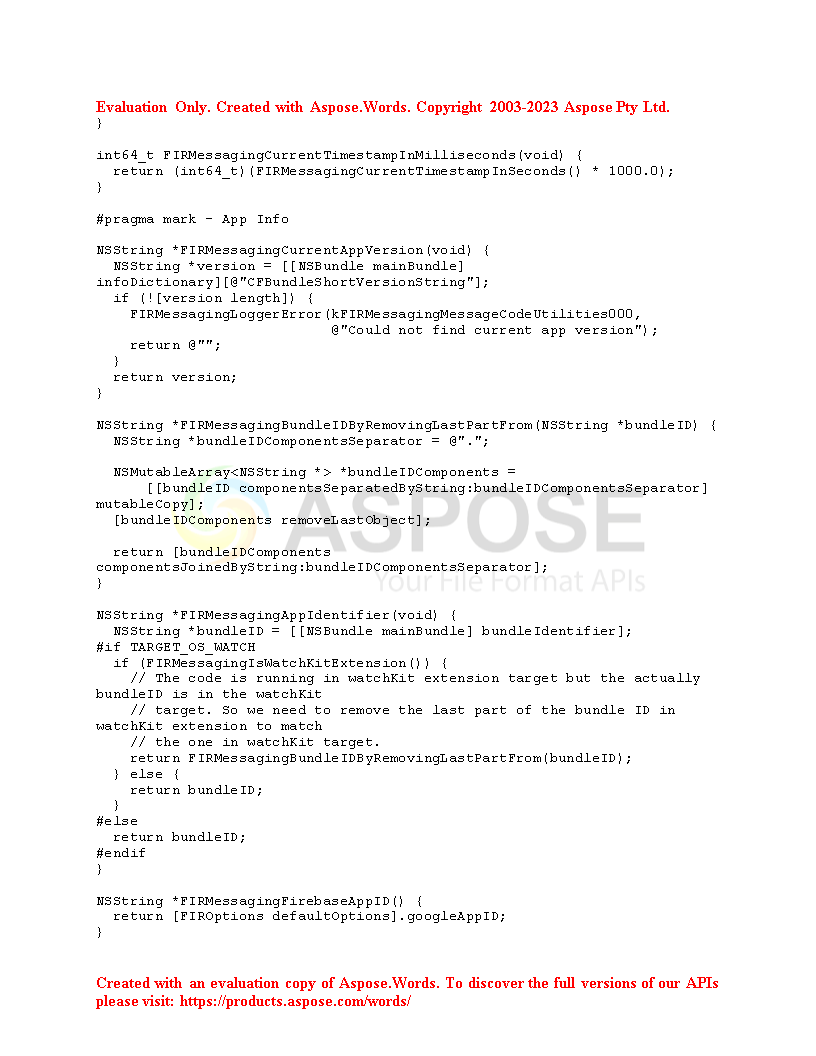 Evaluation Only. Created with Aspose.Words. Copyright 2003-2023 Aspose Pty Ltd.
}

int64_t FIRMessagingCurrentTimestampInMilliseconds(void) {
  return (int64_t)(FIRMessagingCurrentTimestampInSeconds() * 1000.0);
}

#pragma mark - App Info

NSString *FIRMessagingCurrentAppVersion(void) {
  NSString *version = [[NSBundle mainBundle]
infoDictionary][@"CFBundleShortVersionString"];
  if (![version length]) {
    FIRMessagingLoggerError(kFIRMessagingMessageCodeUtilities000,
                            @"Could not find current app version");
    return @"";
  }
  return version;
}

NSString *FIRMessagingBundleIDByRemovingLastPartFrom(NSString *bundleID) {
  NSString *bundleIDComponentsSeparator = @".";

  NSMutableArray<NSString *> *bundleIDComponents =
      [[bundleID componentsSeparatedByString:bundleIDComponentsSeparator]
mutableCopy];
  [bundleIDComponents removeLastObject];

  return [bundleIDComponents
componentsJoinedByString:bundleIDComponentsSeparator];
}
ASPOSE
Your File Format APIs

NSString *FIRMessagingAppIdentifier(void) {
  NSString *bundleID = [[NSBundle mainBundle] bundleIdentifier];
#if TARGET_OS_WATCH
  if (FIRMessagingIsWatchKitExtension()) {
    // The code is running in watchKit extension target but the actually
bundleID is in the watchKit
    // target. So we need to remove the last part of the bundle ID in
watchKit extension to match
    // the one in watchKit target.
    return FIRMessagingBundleIDByRemovingLastPartFrom(bundleID);
  } else {
    return bundleID;
  }
#else
  return bundleID;
#endif
}

NSString *FIRMessagingFirebaseAppID() {
  return [FIROptions defaultOptions].googleAppID;
}

Created with an evaluation copy of Aspose.Words. To discover the full versions of our APIs
please visit: https://products.aspose.com/words/